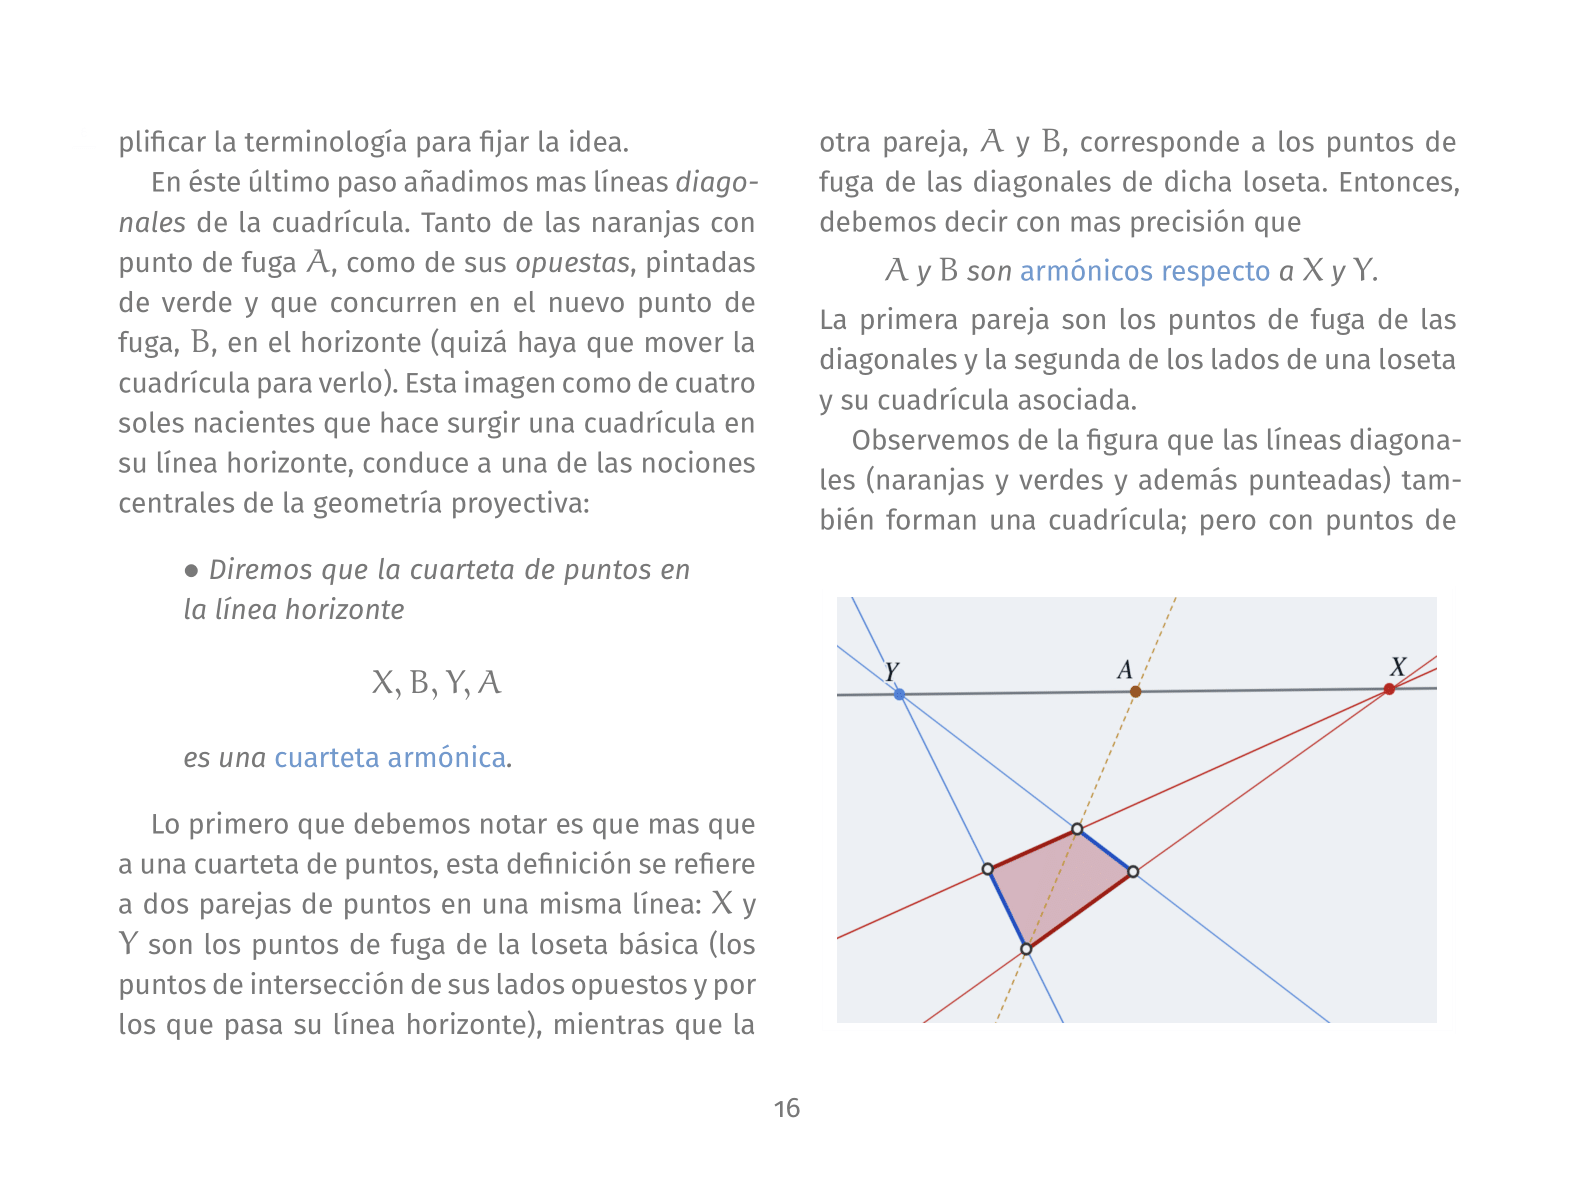 plificar la terminología para fijar la idea.
En éste último paso añadimos mas líneas diago-
nales de la cuadrícula. Tanto de las naranjas con
punto de fuga A, como de sus opuestas, pintadas
de verde y que concurren en el nuevo punto de
fuga, B, en el horizonte (quizá haya que mover la
cuadrícula para verlo). Esta imagen como de cuatro
soles nacientes que hace surgir una cuadrícula en
su línea horizonte, conduce a una de las nociones
centrales de la geometría proyectiva:
• Diremos que la cuarteta de puntos en
la línea horizonte
X, B, Y, A
es una cuarteta armónica.
Lo primero que debemos notar es que mas que
a una cuarteta de puntos, esta definición se refiere
a dos parejas de puntos en una misma línea: X y
Y son los puntos de fuga de la loseta básica (los
puntos de intersección de sus lados opuestos y por
los que pasa su línea horizonte), mientras que la
otra pareja, A y B, corresponde a los puntos de
fuga de las diagonales de dicha loseta. Entonces,
debemos decir con mas precisión que
A y B son armónicos respecto a X y Y.
La primera pareja son los puntos de fuga de las
diagonales y la segunda de los lados de una loseta
y su cuadrícula asociada.
Observemos de la figura que las líneas diagona-
les (naranjas y verdes y además punteadas) tam-
bién forman una cuadrícula; pero con puntos de
Y A X
16